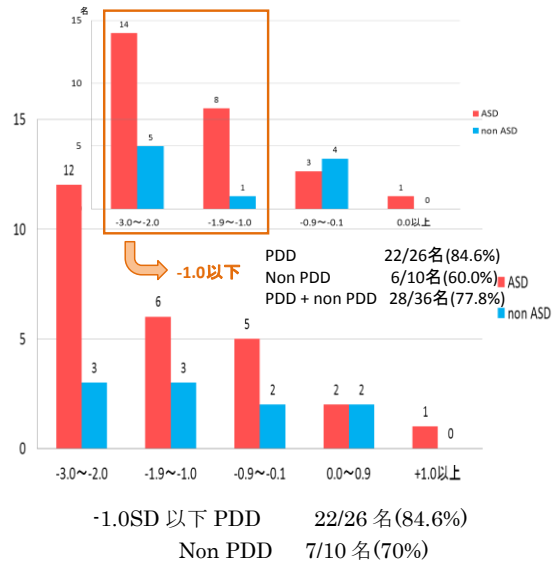 名
15
14
10
8
5
5
1
3
4
1
0
ASD
non ASD
-3.0～-2.0
-1.9～-1.0
-0.9～-0.1
0.0以上
-1.0以下
PDD 22/26名(84.6%)
Non PDD 6/10名(60.0%)
PDD + non PDD 28/36名(77.8%)
ASD
non ASD
15
12
10
6
5
5
3
3
2
2
2
1
0
0
-3.0～-2.0
-1.9～-1.0
-0.9～-0.1
0.0～0.9
+1.0以上
-1.0SD 以下 PDD 22/26 名(84.6%)
Non PDD 7/10 名(70%)